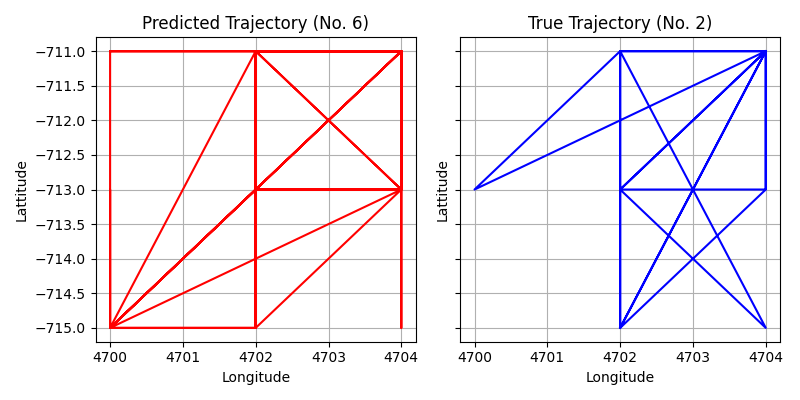 Predicted Trajectory (No. 6)
True Trajectory (No. 2)
Lattitude
−711.0
−711.5
−712.0
−712.5
−713.0
−713.5
−714.0
−714.5
−715.0
4700 4701 4702 4703 4704
Longitude
Lattitude
4700 4701 4702 4703 4704
Longitude